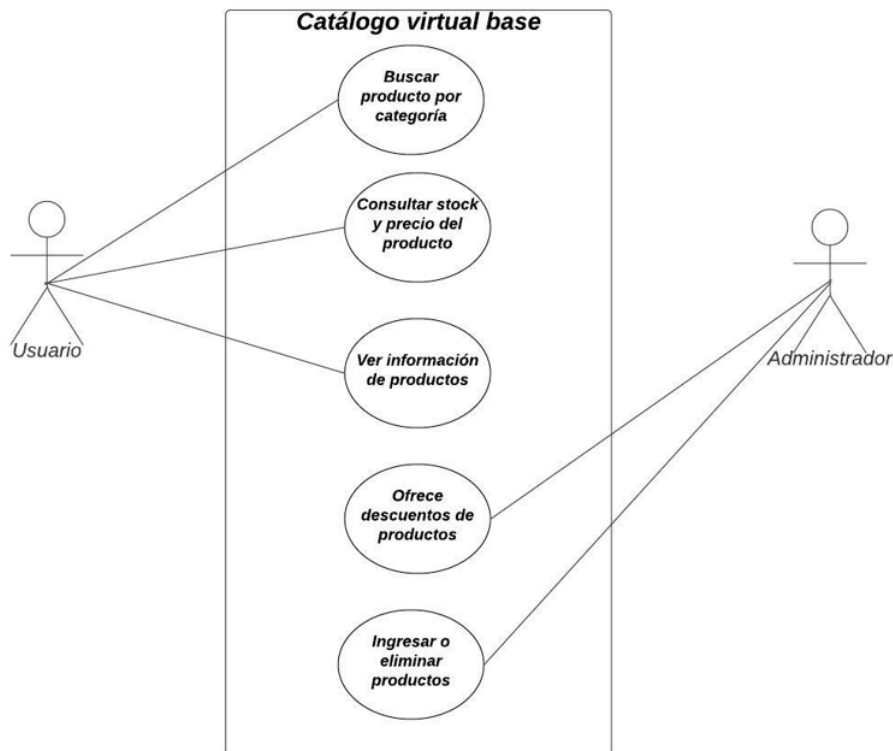 Catálogo virtual base
Buscar
producto por
categoría
Consultar stock
y precio del
producto
Usuario
Administrador
Ver información
de productos
Ofrece
descuentos de
productos
Ingresar o
eliminar
productos